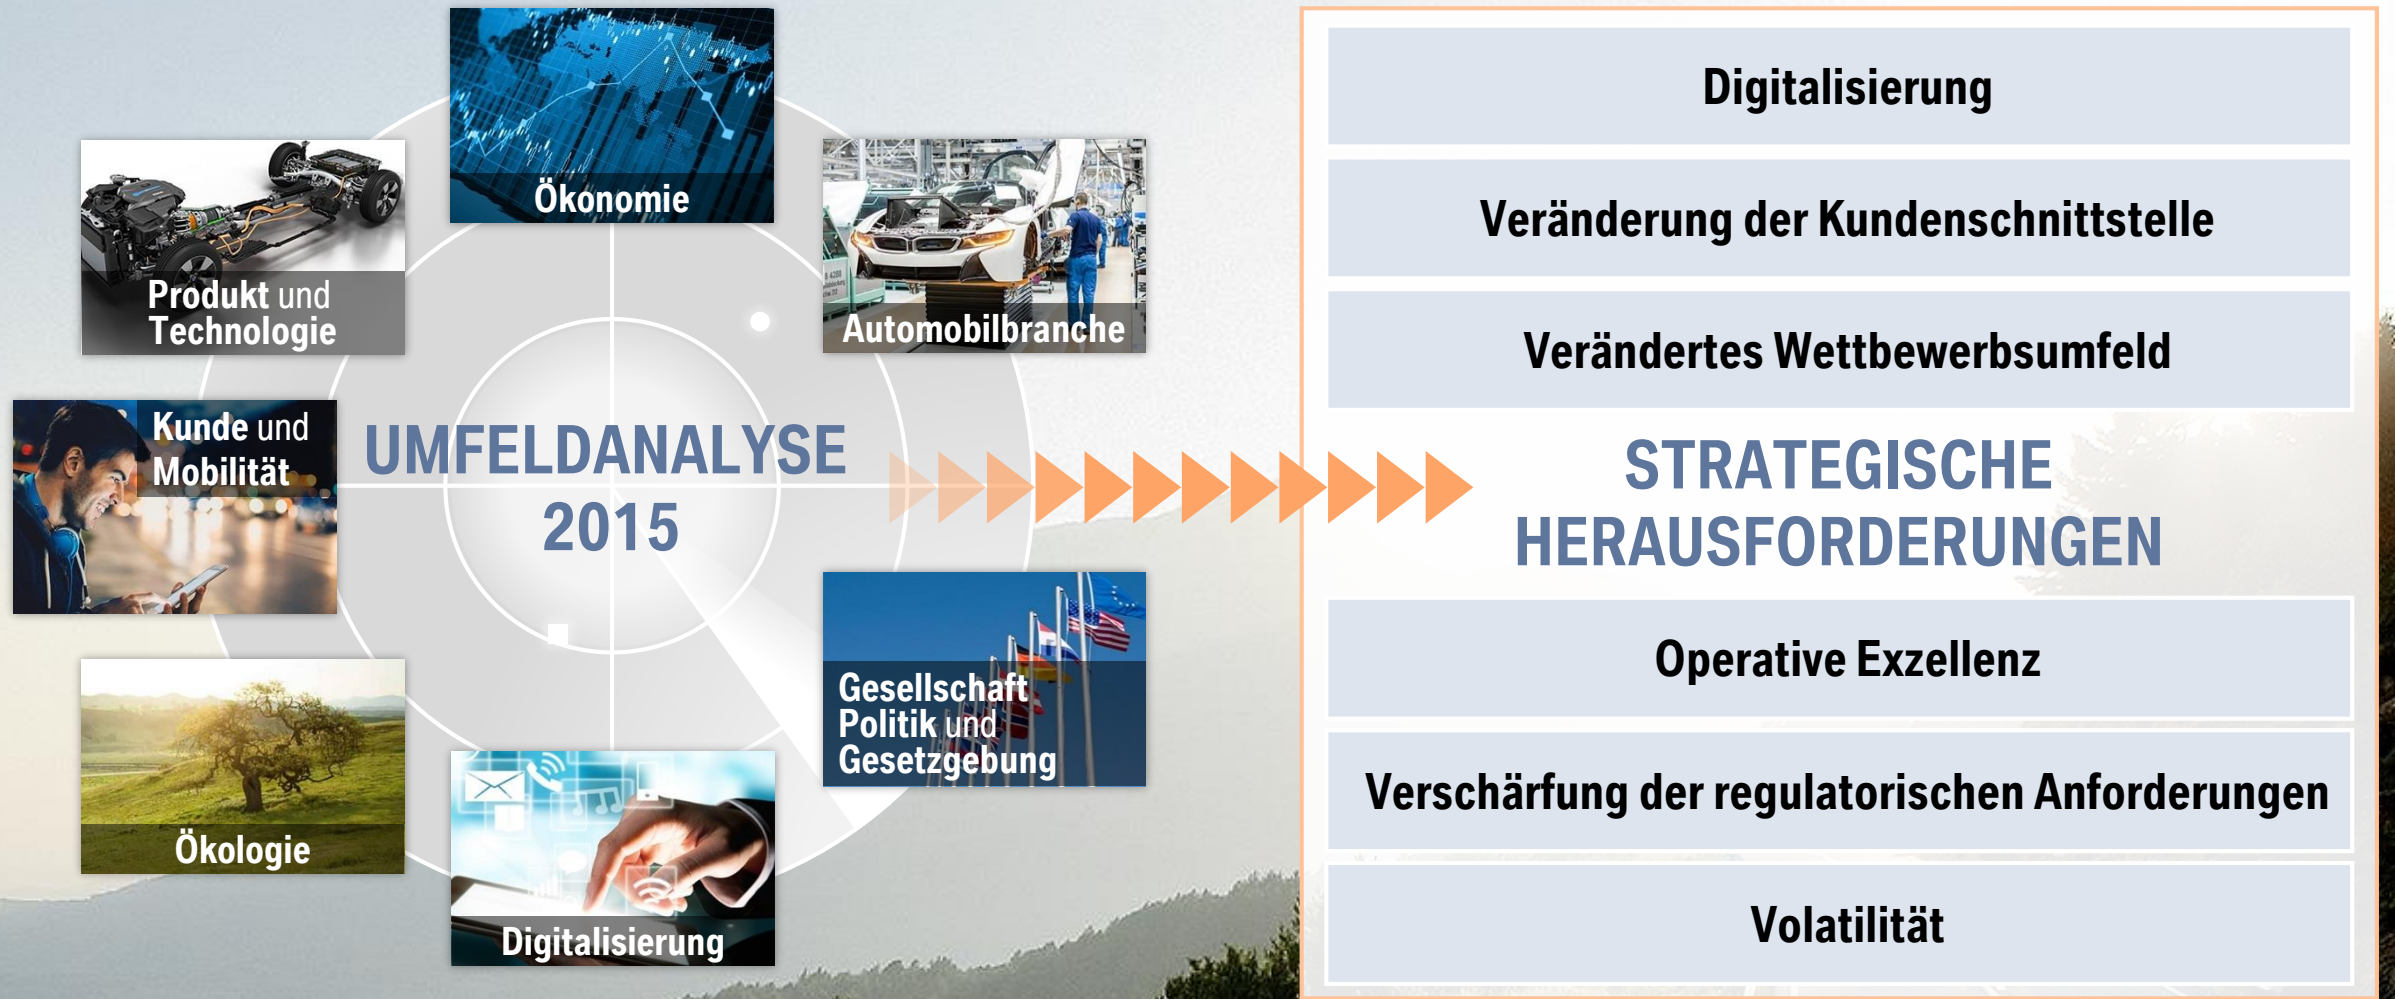 Ökonomie
Produkt und
Technologie
Automobilbranche
Kunde und
Mobilität
UMFELDANALYSE
2015
Gesellschaft
Politik und
Gesetzgebung
Ökologie
Digitalisierung
Digitalisierung
Veränderung der Kundenschnittstelle
Verändertes Wettbewerbsumfeld
STRATEGISCHE
HERAUSFORDERUNGEN
Operative Exzellenz
Verschärfung der regulatorischen Anforderungen
Volatilität